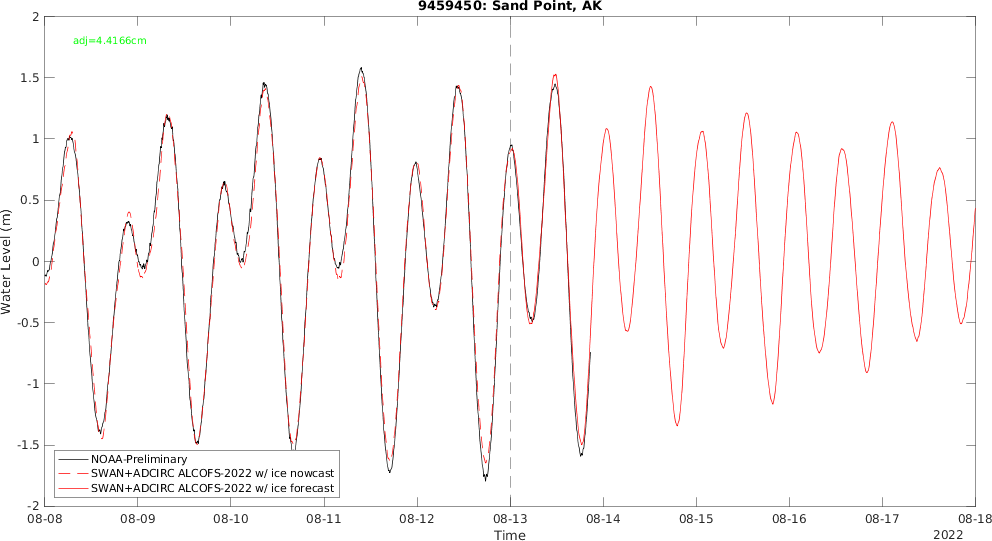 9459450: Sand Point, AK
adj=4.4166cm
2
1.5
1
0.5
0
-0.5
-1
-1.5
-2
Water Level (m)
NOAA-Preliminary
SWAN+ADCIRC ALCOFS-2022 w/ ice nowcast
SWAN+ADCIRC ALCOFS-2022 w/ ice forecast
08-08 08-09 08-10 08-11 08-12 08-13 08-14 08-15 08-16 08-17 08-18
Time
2022